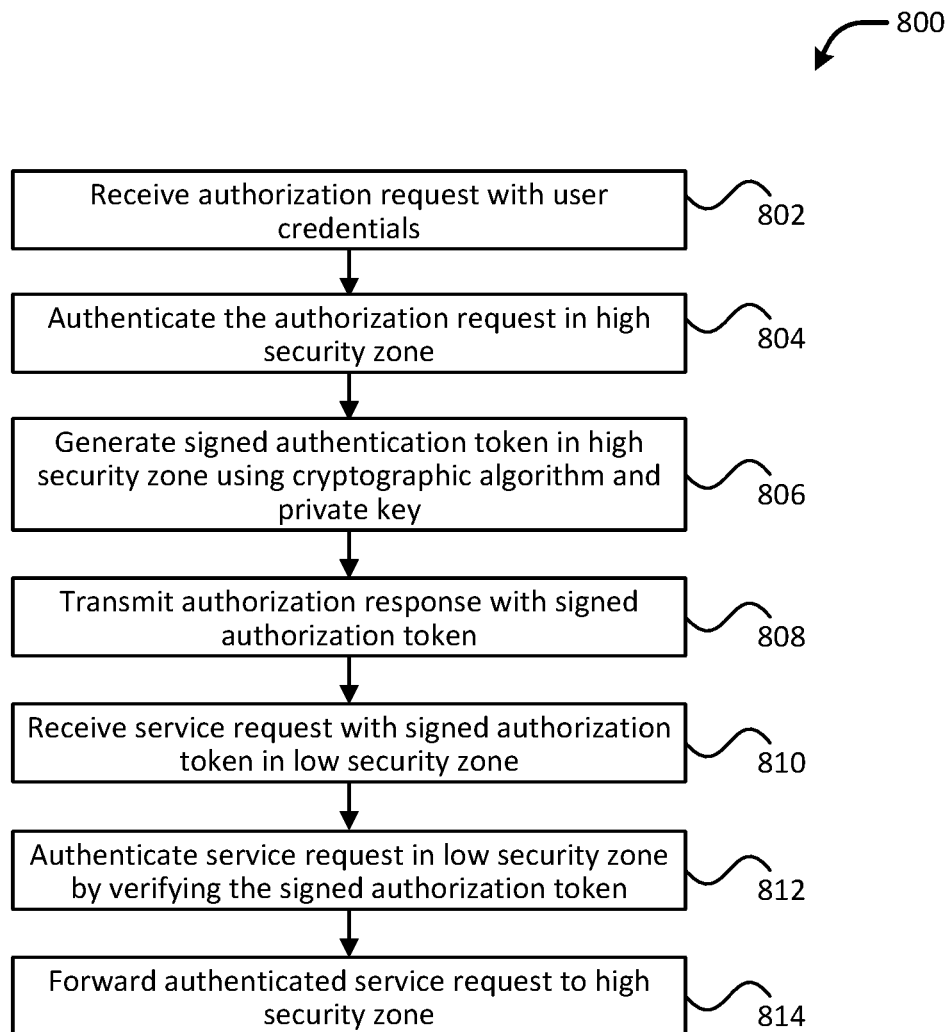 800
Receive authorization request with user
credentials
802
Authenticate the authorization request in high
security zone
804
Generate signed authentication token in high
security zone using cryptographic algorithm and
private key
806
Transmit authorization response with signed
authorization token
808
Receive service request with signed authorization
token in low security zone
810
Authenticate service request in low security zone
by verifying the signed authorization token
812
Forward authenticated service request to high
security zone
814